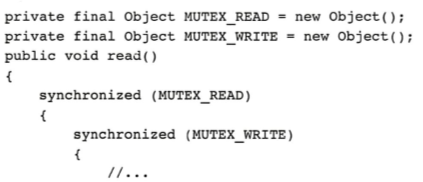 private final Object MUTEX_READ = new Object();
private final Object MUTEX_WRITE = new Object();
public void read()
{
    synchronized (MUTEX_READ)
    {
        synchronized (MUTEX_WRITE)
        {
            //...